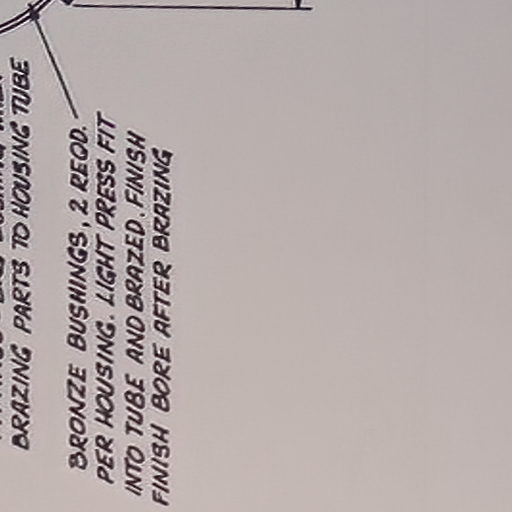 BRAZING PARTS TO HOUSING TUBE
BRONZE BUSHINGS, 2 REQD.
PER HOUSING. LIGHT PRESS FIT
INTO TUBE AND BRAZED. FINISH
FINISH BORE AFTER BRAZING